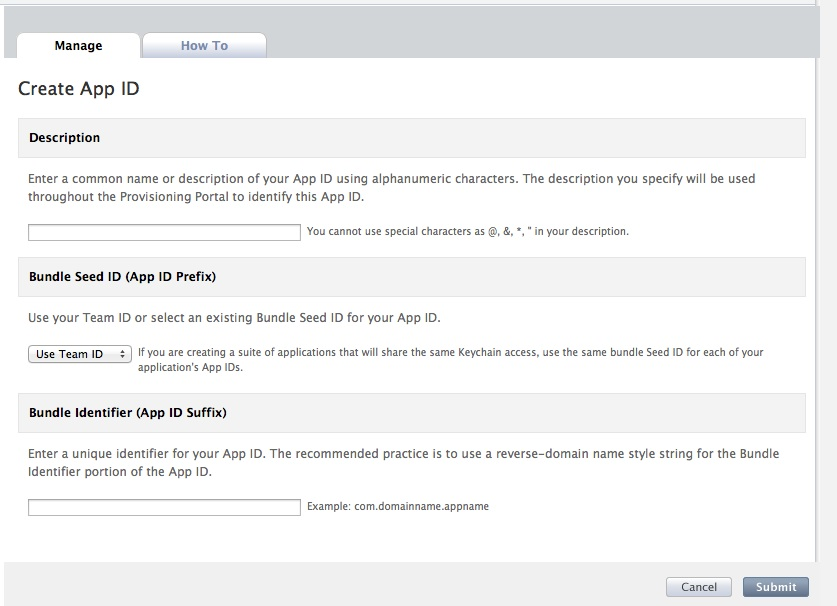 Manage
How To
Create App ID
Description
Enter a common name or description of your App ID using alphanumeric characters. The description you specify will be used
throughout the Provisioning Portal to identify this App ID.
You cannot use special characters as @, &, *, " in your description.
Bundle Seed ID (App ID Prefix)
Use your Team ID or select an existing Bundle Seed ID for your App ID.
Use Team ID
If you are creating a suite of applications that will share the same Keychain access, use the same bundle Seed ID for each of your
application's App IDs.
Bundle Identifier (App ID Suffix)
Enter a unique identifier for your App ID. The recommended practice is to use a reverse-domain name style string for the Bundle
Identifier portion of the App ID.
Example: com.domainname.appname
Cancel
Submit